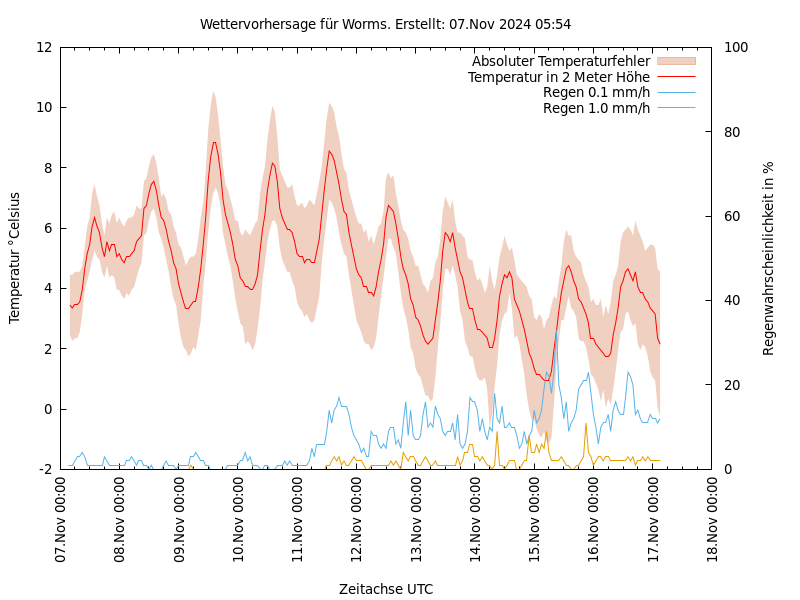 Wettervorhersage für Worms. Erstellt: 07.Nov 2024 05:54
Absoluter Temperaturfehler
Temperatur in 2 Meter Höhe
Regen 0.1 mm/h
Regen 1.0 mm/h
Temperatur °Celsius
12
10
8
6
4
2
0
-2
100
80
60
40
20
0
Regenwahrscheinlichkeit in %
07.Nov 00:00
08.Nov 00:00
09.Nov 00:00
10.Nov 00:00
11.Nov 00:00
12.Nov 00:00
13.Nov 00:00
14.Nov 00:00
15.Nov 00:00
16.Nov 00:00
17.Nov 00:00
18.Nov 00:00
Zeitachse UTC